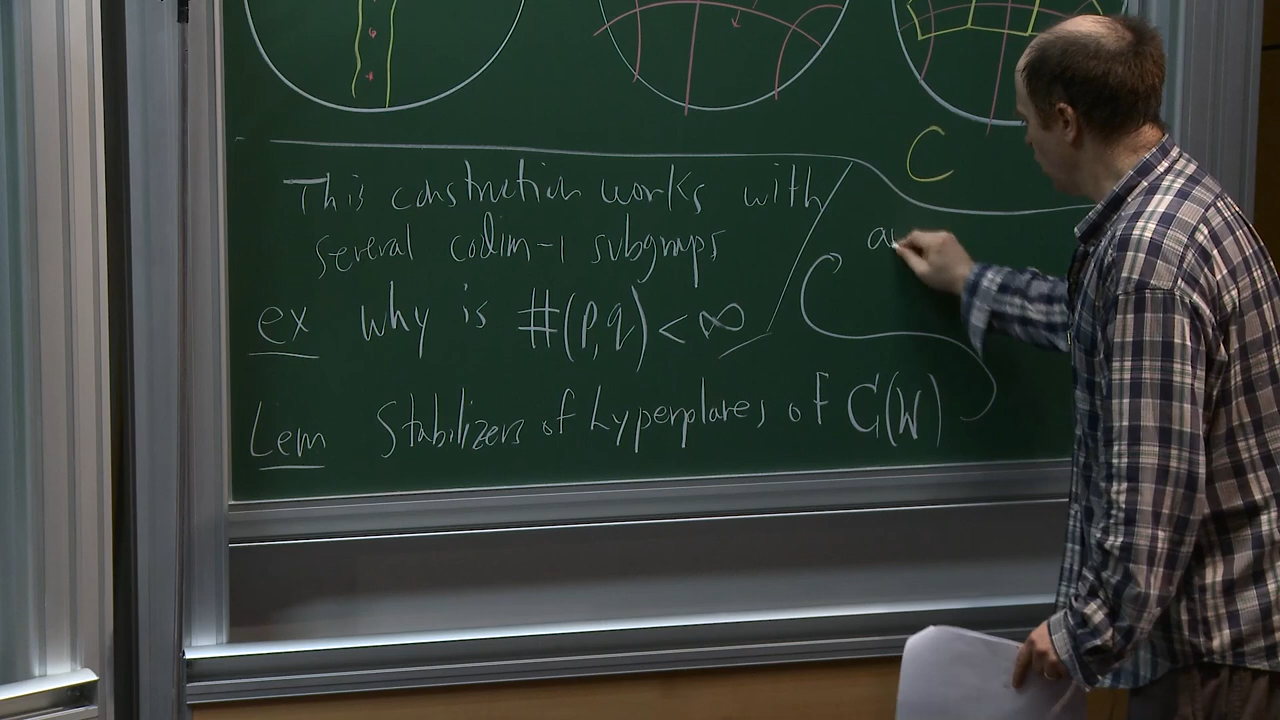 C
This construction works with
several codim-1 subgroups
ex why is #(p,q) < ∞
Lem Stabilizers of hyperplanes of C(W)
a